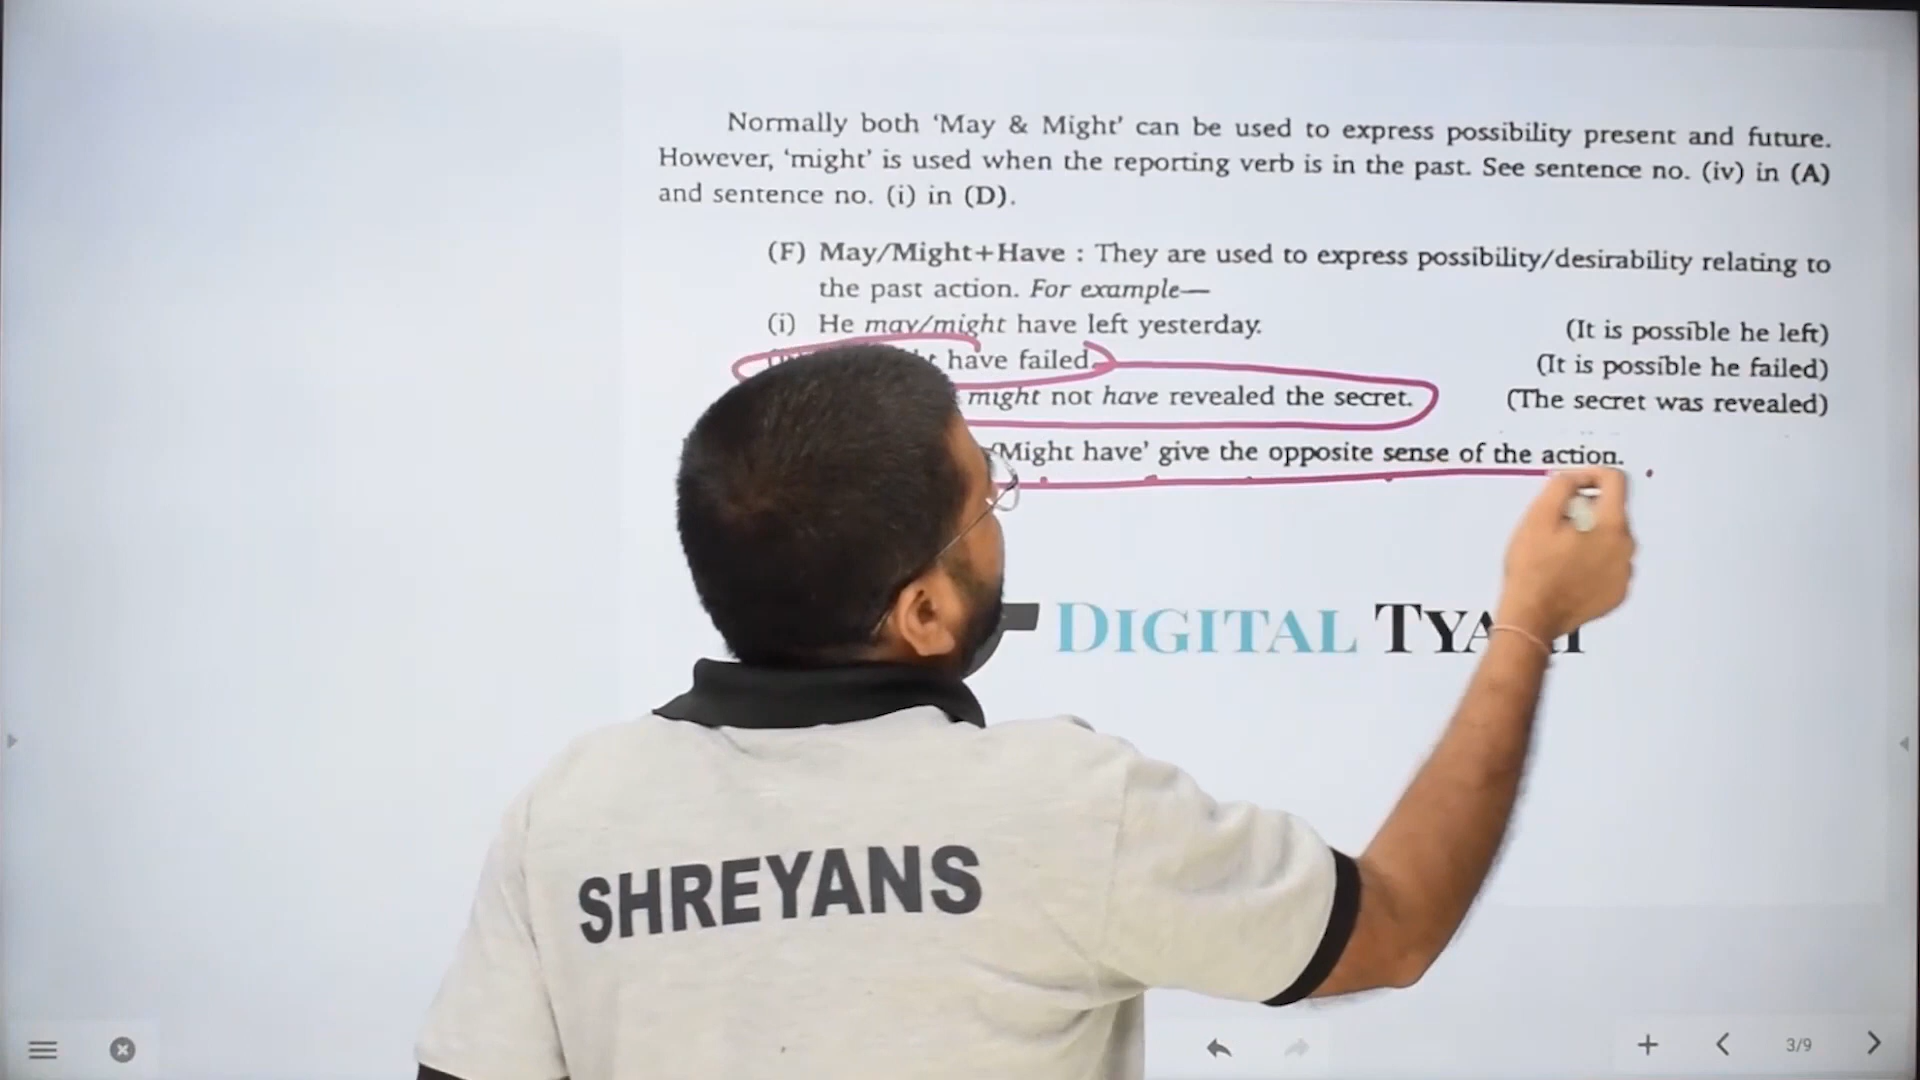 Normally both ‘May & Might’ can be used to express possibility present and future.
However, ‘might’ is used when the reporting verb is in the past. See sentence no. (iv) in (A)
and sentence no. (i) in (D).
(F) May/Might+Have : They are used to express possibility/desirability relating to
the past action. For example—
(i) He may/might have left yesterday. (It is possible he left)
have failed. (It is possible he failed)
might not have revealed the secret. (The secret was revealed)
‘Might have’ give the opposite sense of the action.
DIGITAL
SHREYANS
3/9